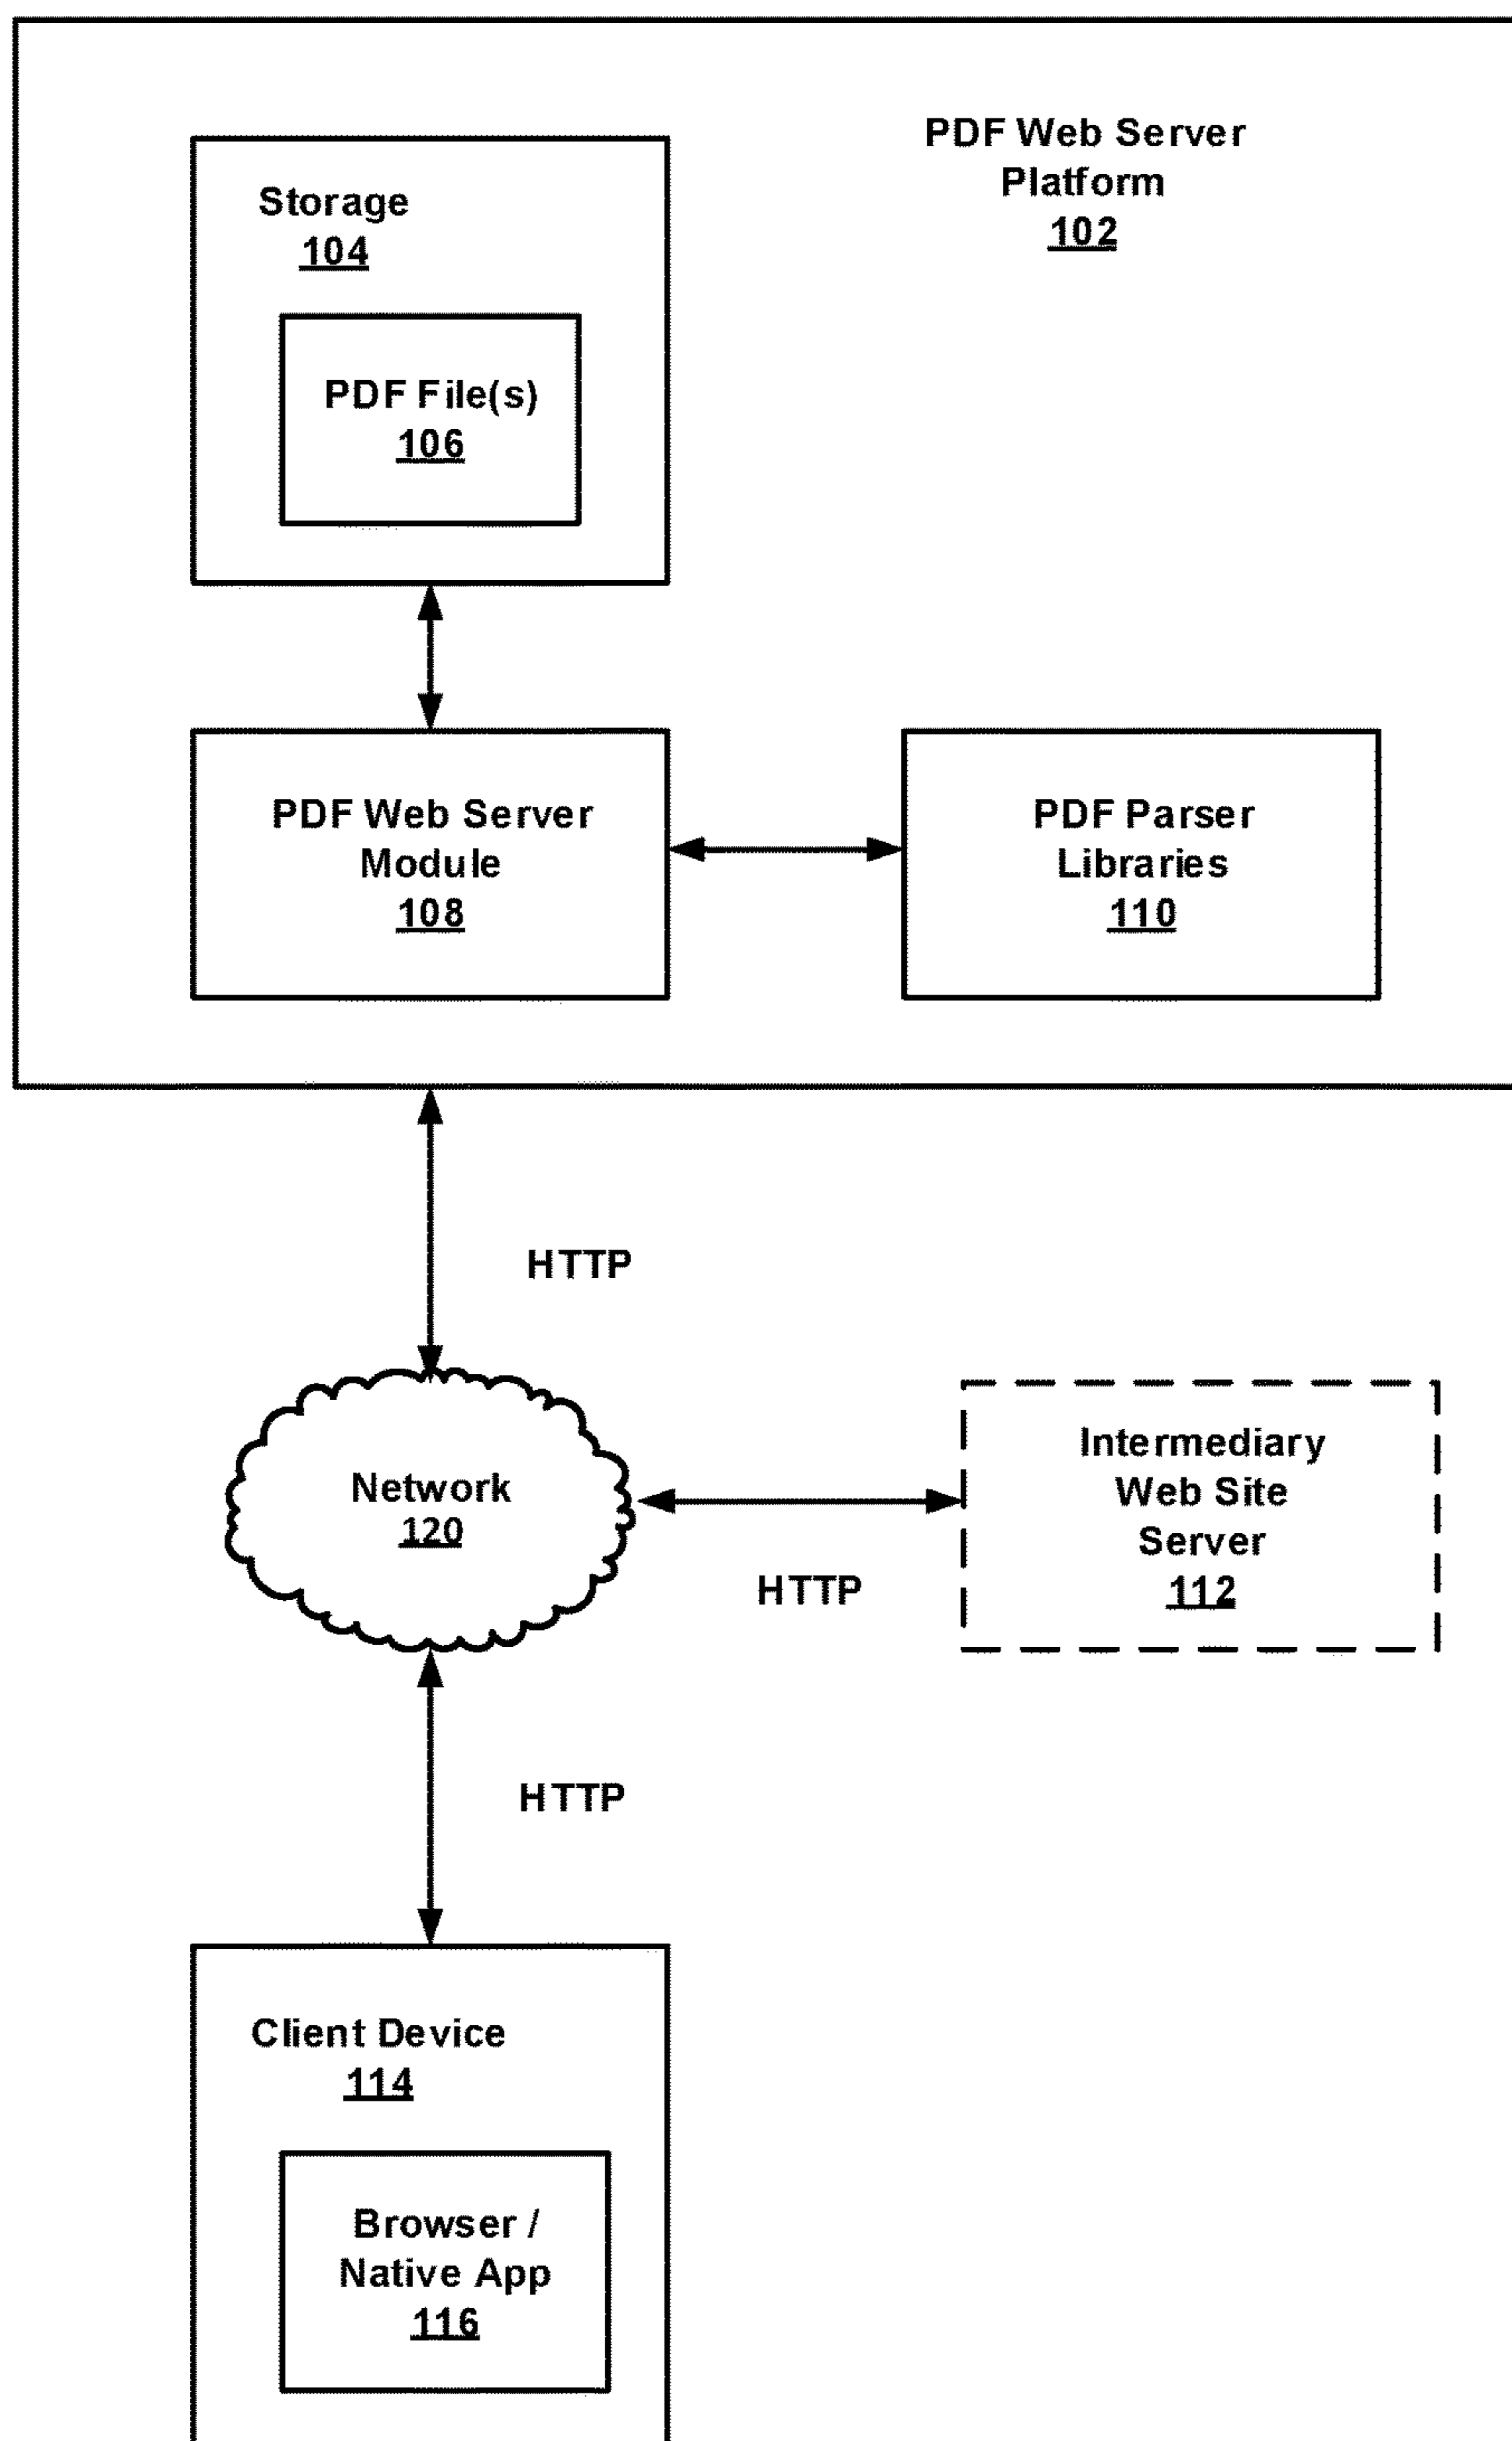 PDF Web Server
Platform
102
Storage
104
PDF File(s)
106
PDF Web Server
Module
108
PDF Parser
Libraries
110
HTTP
Network
120
Intermediary
Web Site
Server
112
HTTP
HTTP
Client Device
114
Browser /
Native App
116